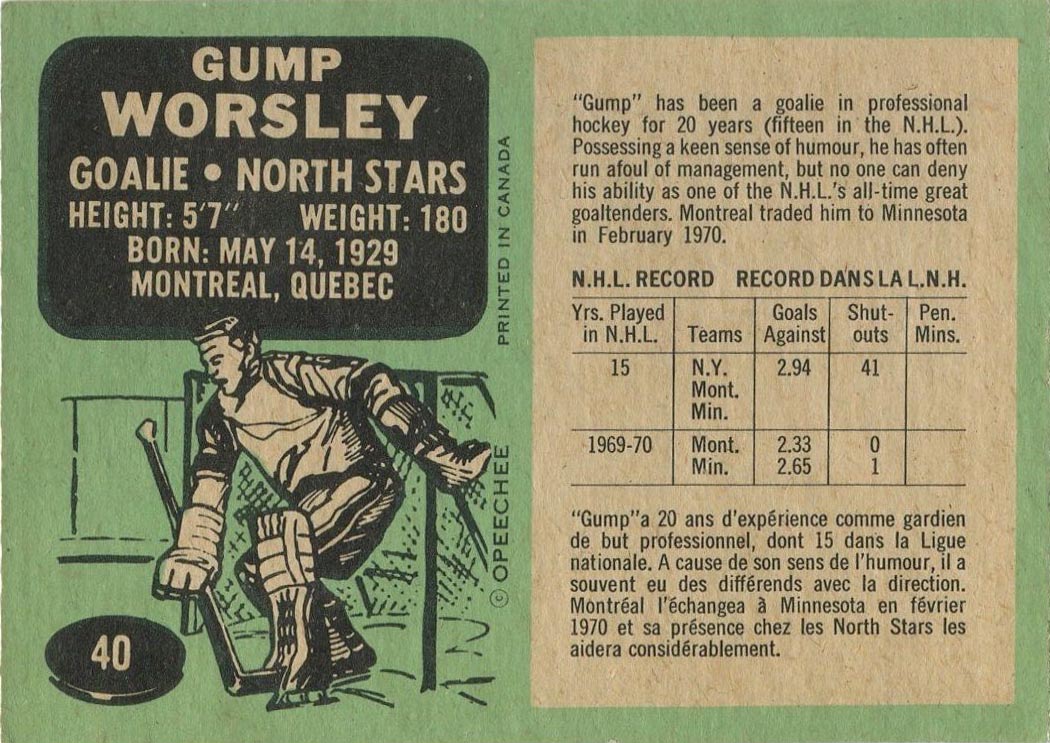 GUMP
WORSLEY
GOALIE • NORTH STARS
HEIGHT: 5'7" WEIGHT: 180
BORN: MAY 14, 1929
MONTREAL, QUEBEC
40
© OPEECHEE PRINTED IN CANADA
"Gump" has been a goalie in professional
hockey for 20 years (fifteen in the N.H.L.).
Possessing a keen sense of humour, he has often
run afoul of management, but no one can deny
his ability as one of the N.H.L.'s all-time great
goaltenders. Montreal traded him to Minnesota
in February 1970.
N.H.L. RECORD RECORD DANS LA L.N.H.
Yrs. Played Goals Shut- Pen.
in N.H.L. Teams Against outs Mins.
15 N.Y. 2.94 41
Mont.
Min.
1969-70 Mont. 2.33 0
Min. 2.65 1
"Gump"a 20 ans d'expérience comme gardien
de but professionnel, dont 15 dans la Ligue
nationale. A cause de son sens de l'humour, il a
souvent eu des différends avec la direction.
Montréal l'échangea à Minnesota en février
1970 et sa présence chez les North Stars les
aidera considérablement.